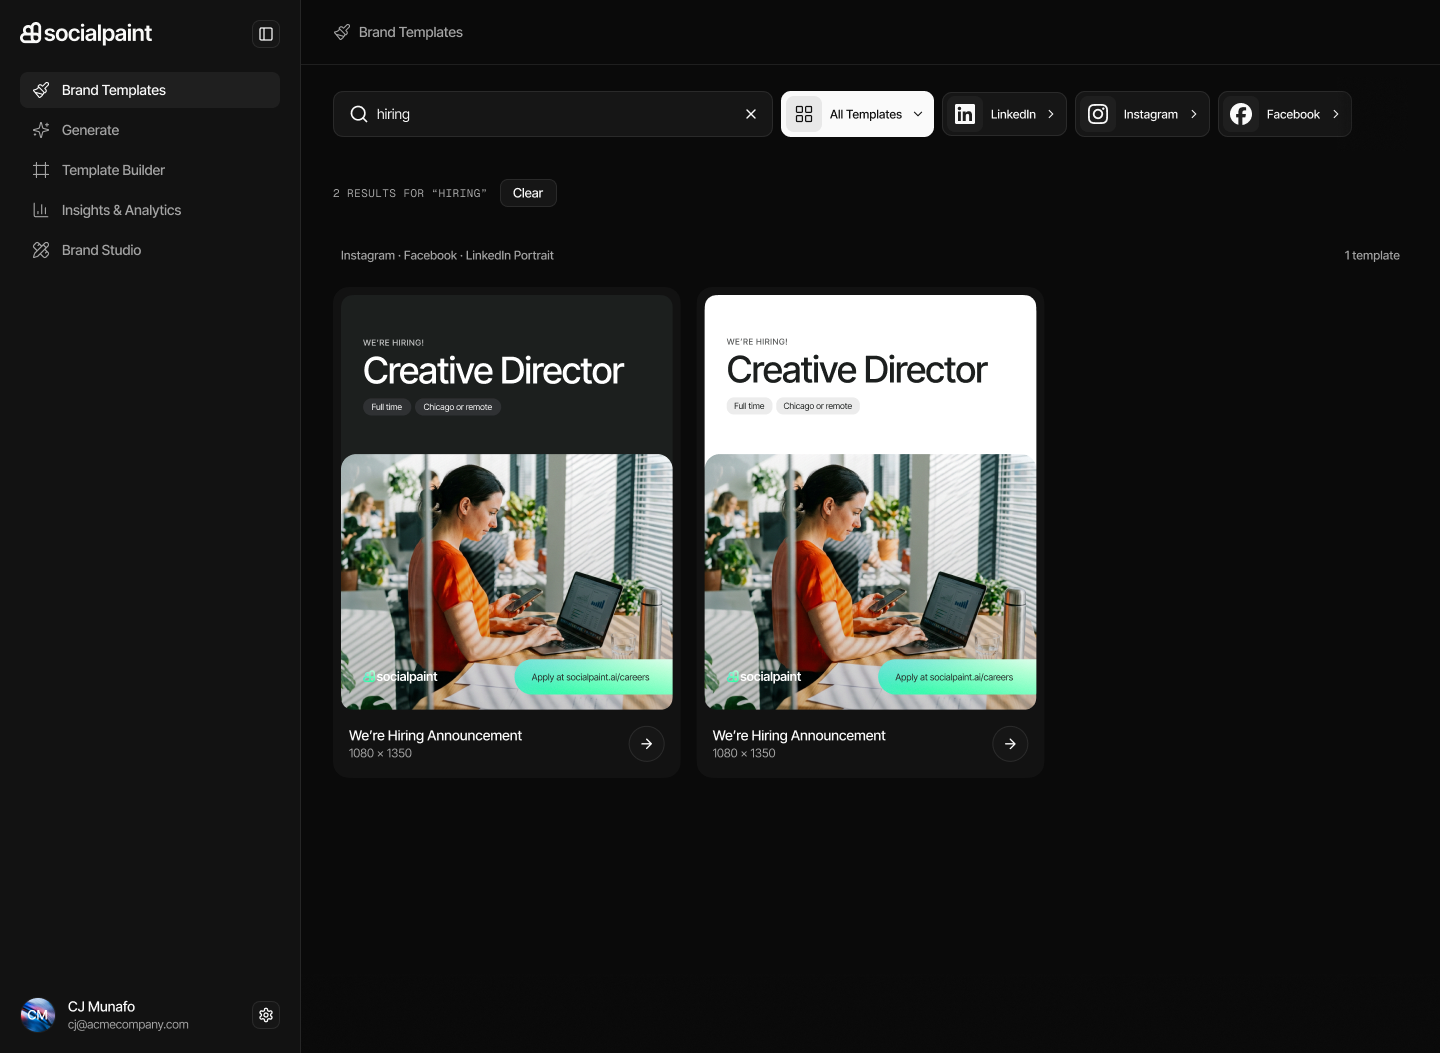 socialpaint
Brand Templates
Generate
Template Builder
Insights & Analytics
Brand Studio
CJ Munafo
cj@acmecompany.com
CM
Brand Templates
hiring
All Templates
LinkedIn
Instagram
Facebook
2 RESULTS FOR “HIRING”
Clear
Instagram · Facebook · LinkedIn Portrait
1 template
WE’RE HIRING!
Creative Director
Full time
Chicago or remote
socialpaint
Apply at socialpaint.ai/careers
We’re Hiring Announcement
1080 × 1350
WE’RE HIRING!
Creative Director
Full time
Chicago or remote
socialpaint
Apply at socialpaint.ai/careers
We’re Hiring Announcement
1080 × 1350